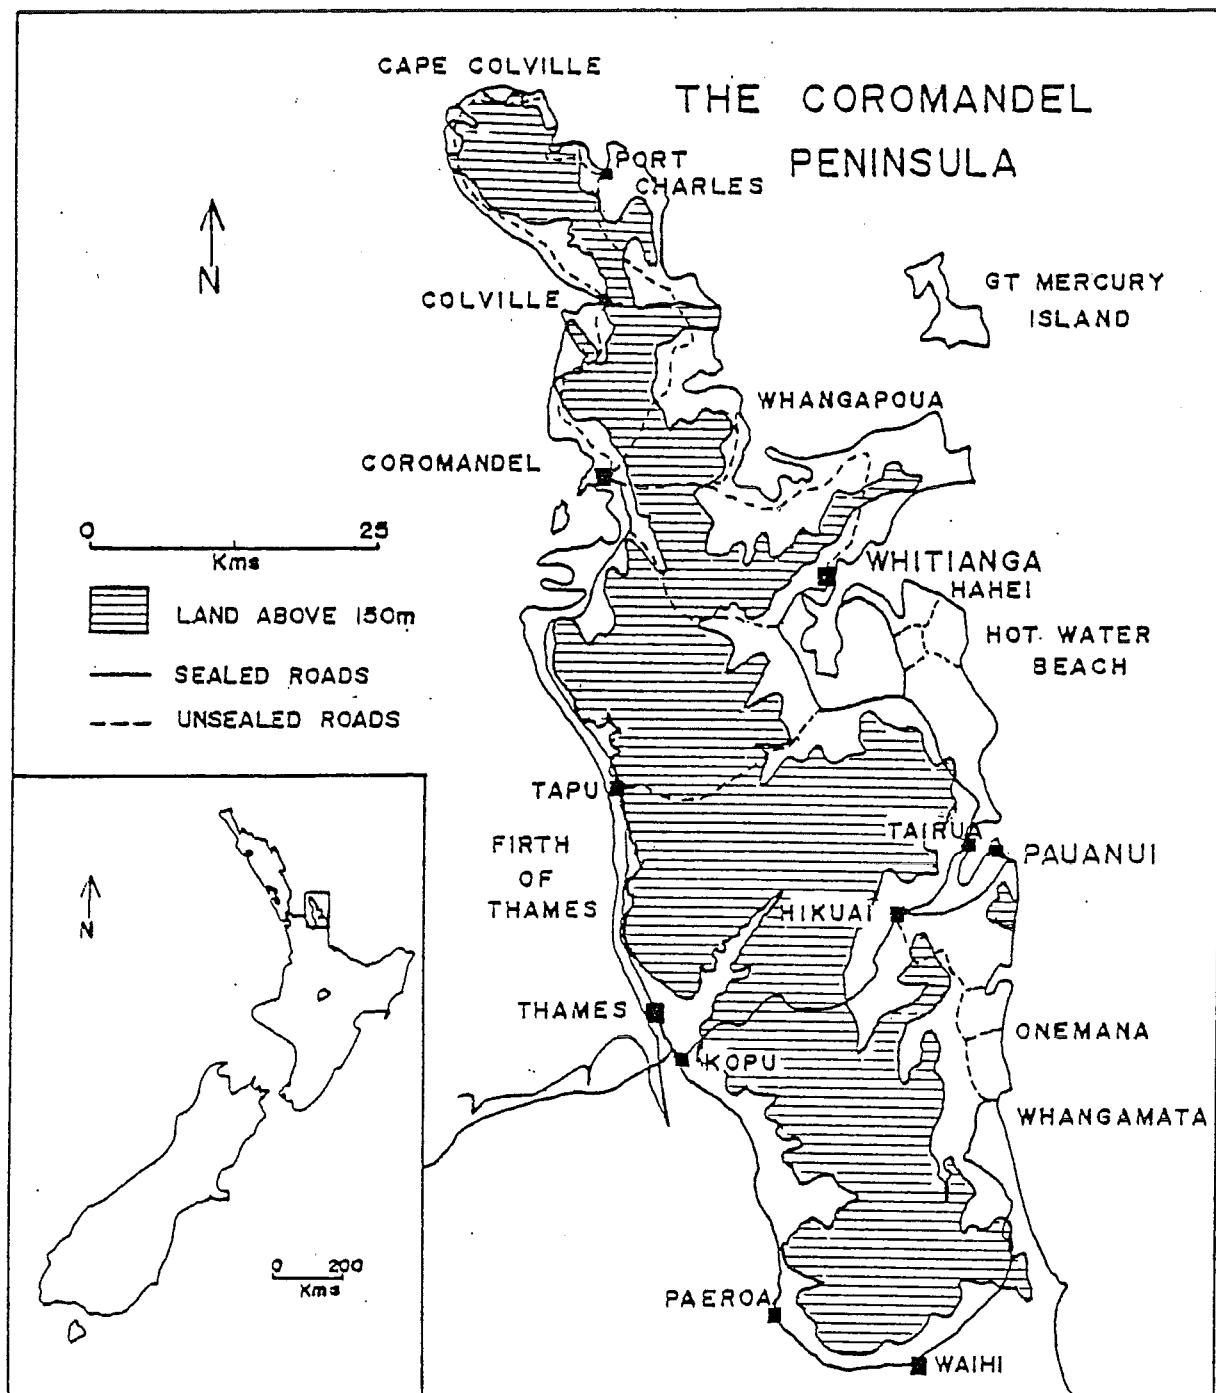 CAPE COLVILLE
THE COROMANDEL
PENINSULA
PORT
CHARLES
N
COLVILLE
GT MERCURY
ISLAND
WHANGAPOUA
COROMANDEL
0 25
Kms
WHITIANGA
HAHEI
LAND ABOVE 150m
HOT WATER
BEACH
SEALED ROADS
UNSEALED ROADS
TAPU
TAIRUA
PAUANUI
FIRTH
OF
THAMES
HIKUAI
N
THAMES
ONEMANA
KOPU
WHANGAMATA
0 200
Kms
PAEROA
WAIHI